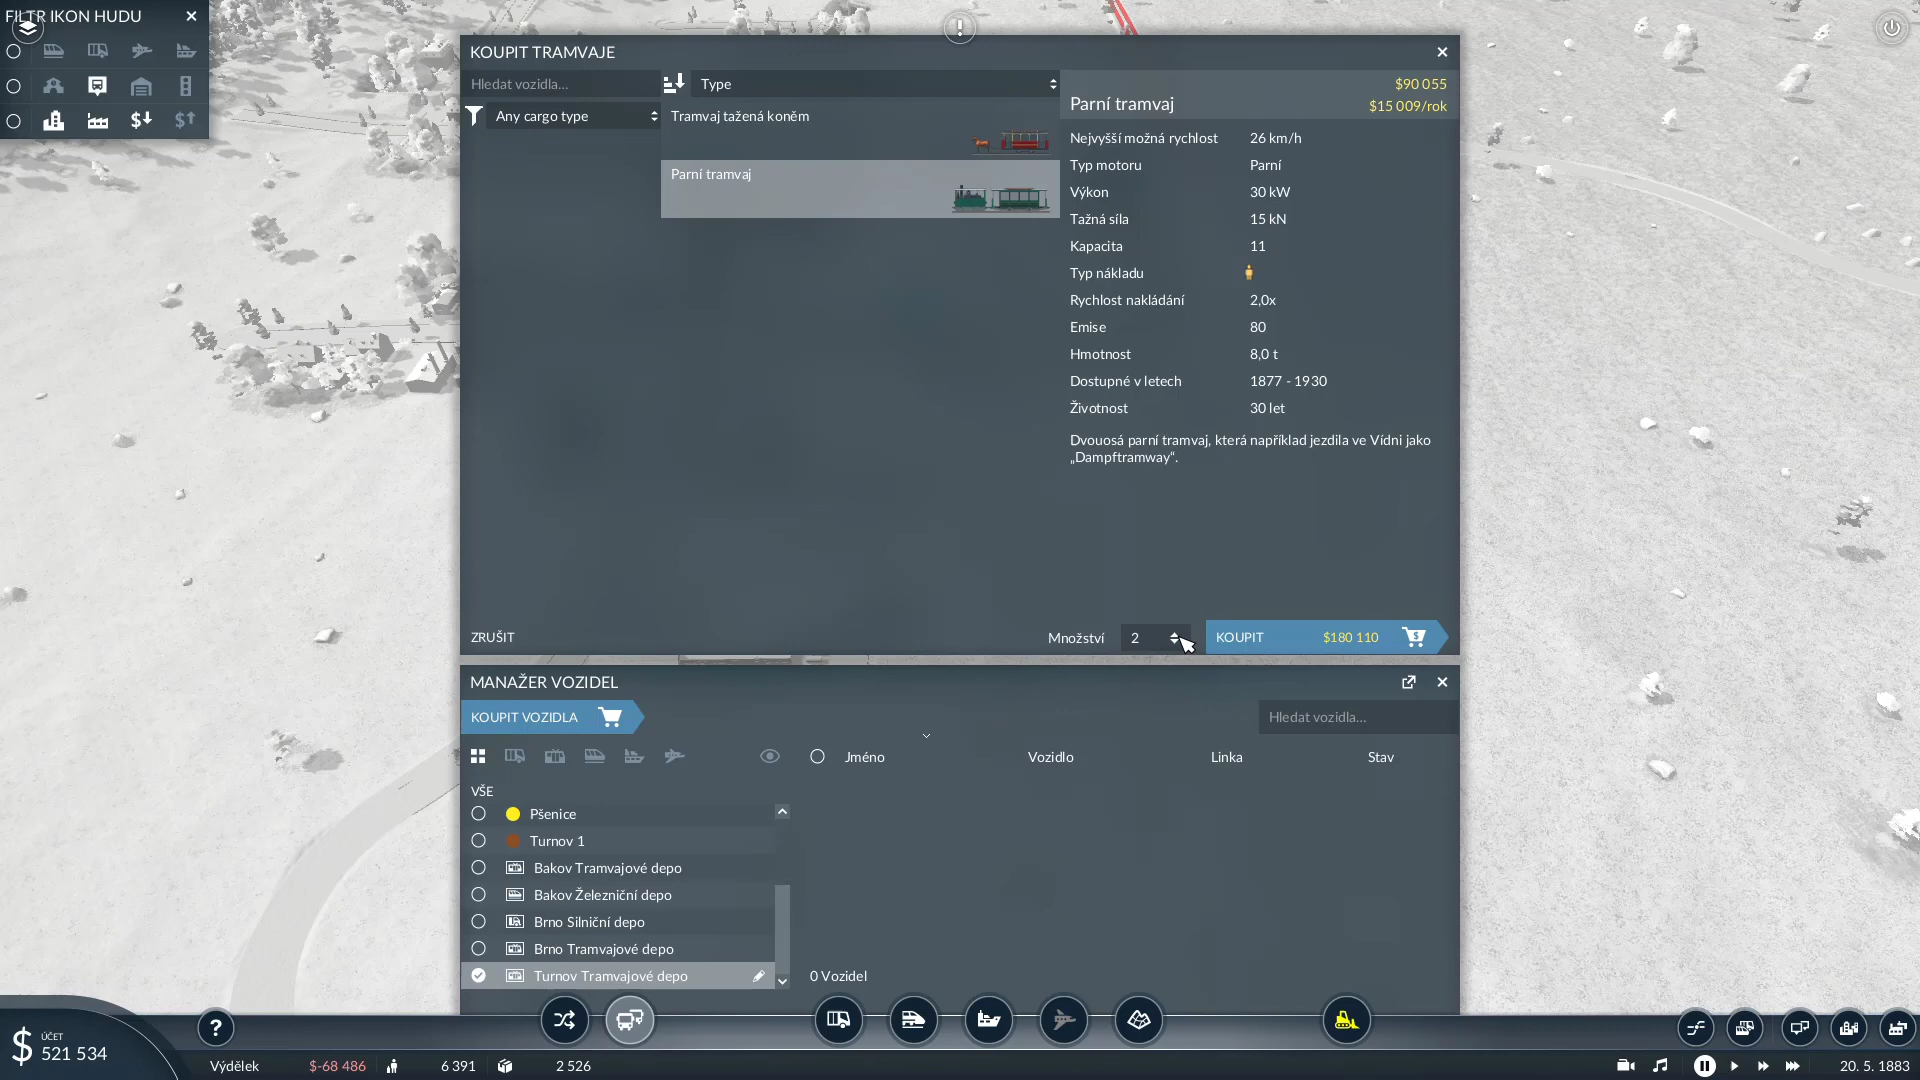 FILTR IKON HUDU
KOUPIT TRAMVAJE
Hledat vozidla...
Type
Any cargo type
Tramvaj tažená koněm
Parní tramvaj
$90 055
Parní tramvaj
$15 009/rok
Nejvyšší možná rychlost 26 km/h
Typ motoru Parní
Výkon 30 kW
Tažná síla 15 kN
Kapacita 11
Typ nákladu
Rychlost nakládání 2,0x
Emise 80
Hmotnost 8,0 t
Dostupné v letech 1877 - 1930
Životnost 30 let
Dvouosá parní tramvaj, která například jezdila ve Vídni jako
„Dampftramway“.
ZRUŠIT
Množství 2
KOUPIT $180 110
MANAŽER VOZIDEL
KOUPIT VOZIDLA
Hledat vozidla...
Jméno Vozidlo Linka Stav
VŠE
Pšenice
Turnov 1
Bakov Tramvajové depo
Bakov Železniční depo
Brno Silniční depo
Brno Tramvajové depo
Turnov Tramvajové depo
0 Vozidel
?
$ ÚČET
521 534
Výdělek $-68 486 6 391 2 526
20. 5. 1883